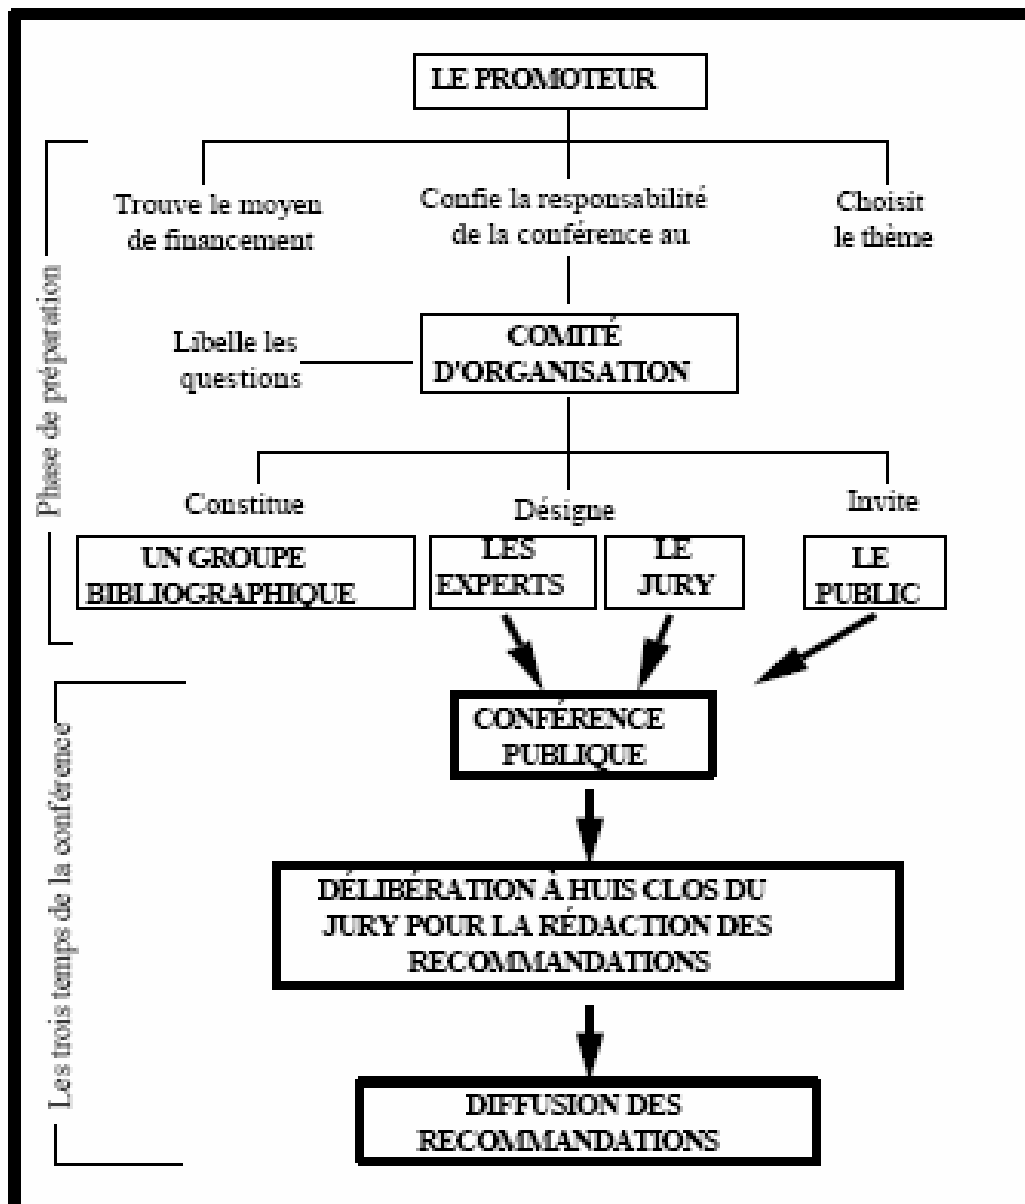 LE PROMOTEUR
Trouve le moyen
de financement
Confie la responsabilité
de la conférence au
Choisit
le thème
Phase de préparation
Libelle les
questions
COMITÉ
D'ORGANISATION
Constitue
Désigne
Invite
UN GROUPE
BIBLIOGRAPHIQUE
LES
EXPERTS
LE
JURY
LE
PUBLIC
Les trois temps de la conférence
CONFÉRENCE
PUBLIQUE
DÉLIBÉRATION À HUIS CLOS DU
JURY POUR LA RÉDACTION DES
RECOMMANDATIONS
DIFFUSION DES
RECOMMANDATIONS